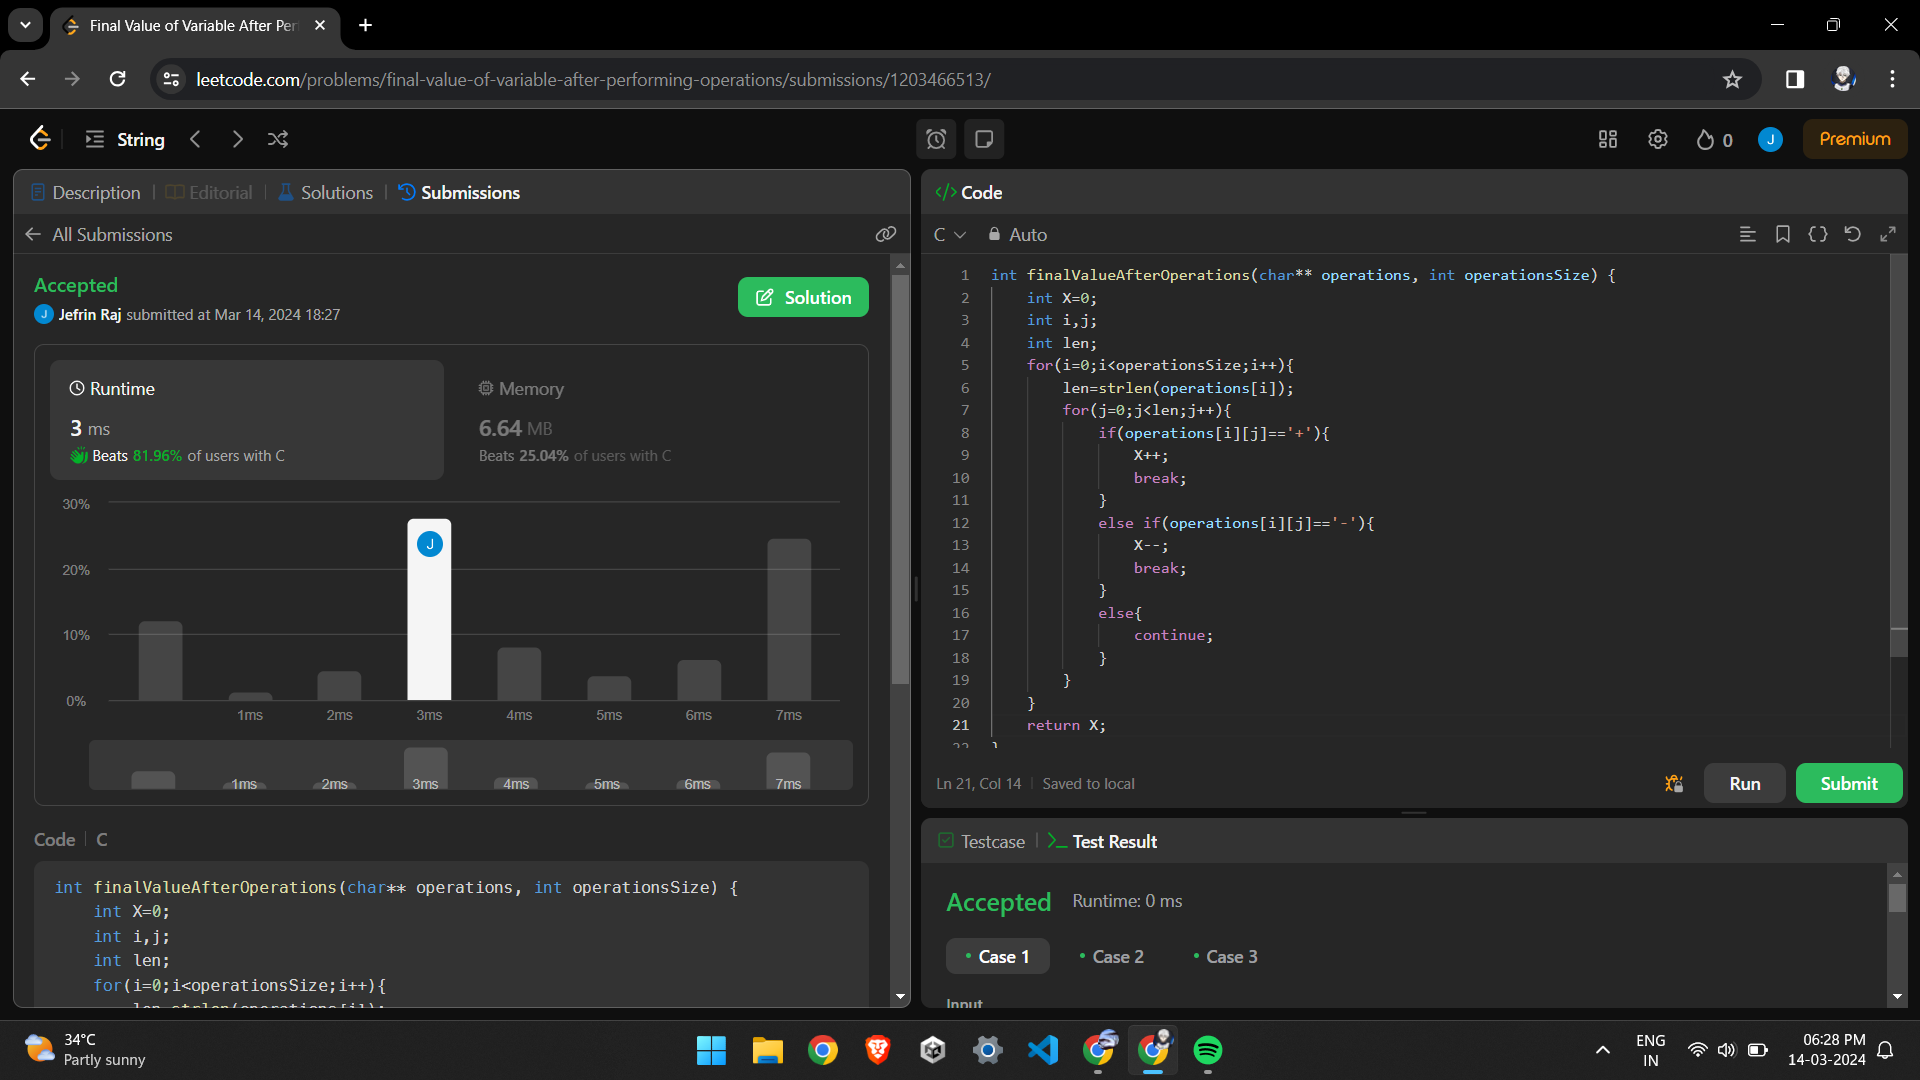 Final Value of Variable After Per
leetcode.com/problems/final-value-of-variable-after-performing-operations/submissions/1203466513/
String
0
J
Premium
Description
Editorial
Solutions
Submissions
All Submissions
Accepted
J Jefrin Raj submitted at Mar 14, 2024 18:27
Solution
Runtime
3 ms
Beats 81.96% of users with C
Memory
6.64 MB
Beats 25.04% of users with C
30%
20%
10%
0%
J
1ms 2ms 3ms 4ms 5ms 6ms 7ms
1ms 2ms 3ms 4ms 5ms 6ms 7ms
Code C
int finalValueAfterOperations(char** operations, int operationsSize) {
int X=0;
int i,j;
int len;
for(i=0;i<operationsSize;i++){
len=strlen(operations[i]);
</> Code
C Auto
1 int finalValueAfterOperations(char** operations, int operationsSize) {
2 int X=0;
3 int i,j;
4 int len;
5 for(i=0;i<operationsSize;i++){
6 len=strlen(operations[i]);
7 for(j=0;j<len;j++){
8 if(operations[i][j]=='+'){
9 X++;
10 break;
11 }
12 else if(operations[i][j]=='-'){
13 X--;
14 break;
15 }
16 else{
17 continue;
18 }
19 }
20 }
21 return X;
22 }
Ln 21, Col 14 Saved to local
Run
Submit
Testcase
Test Result
Accepted Runtime: 0 ms
Case 1
Case 2
Case 3
Input
34°C
Partly sunny
ENG
IN
06:28 PM
14-03-2024